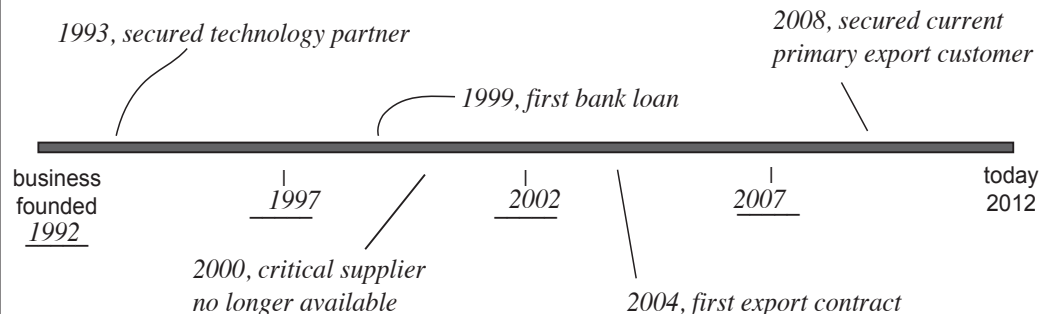 1993, secured technology partner
2008, secured current
primary export customer
1999, first bank loan
business
founded
1992
1997
2002
2007
today
2012
2000, critical supplier
no longer available
2004, first export contract